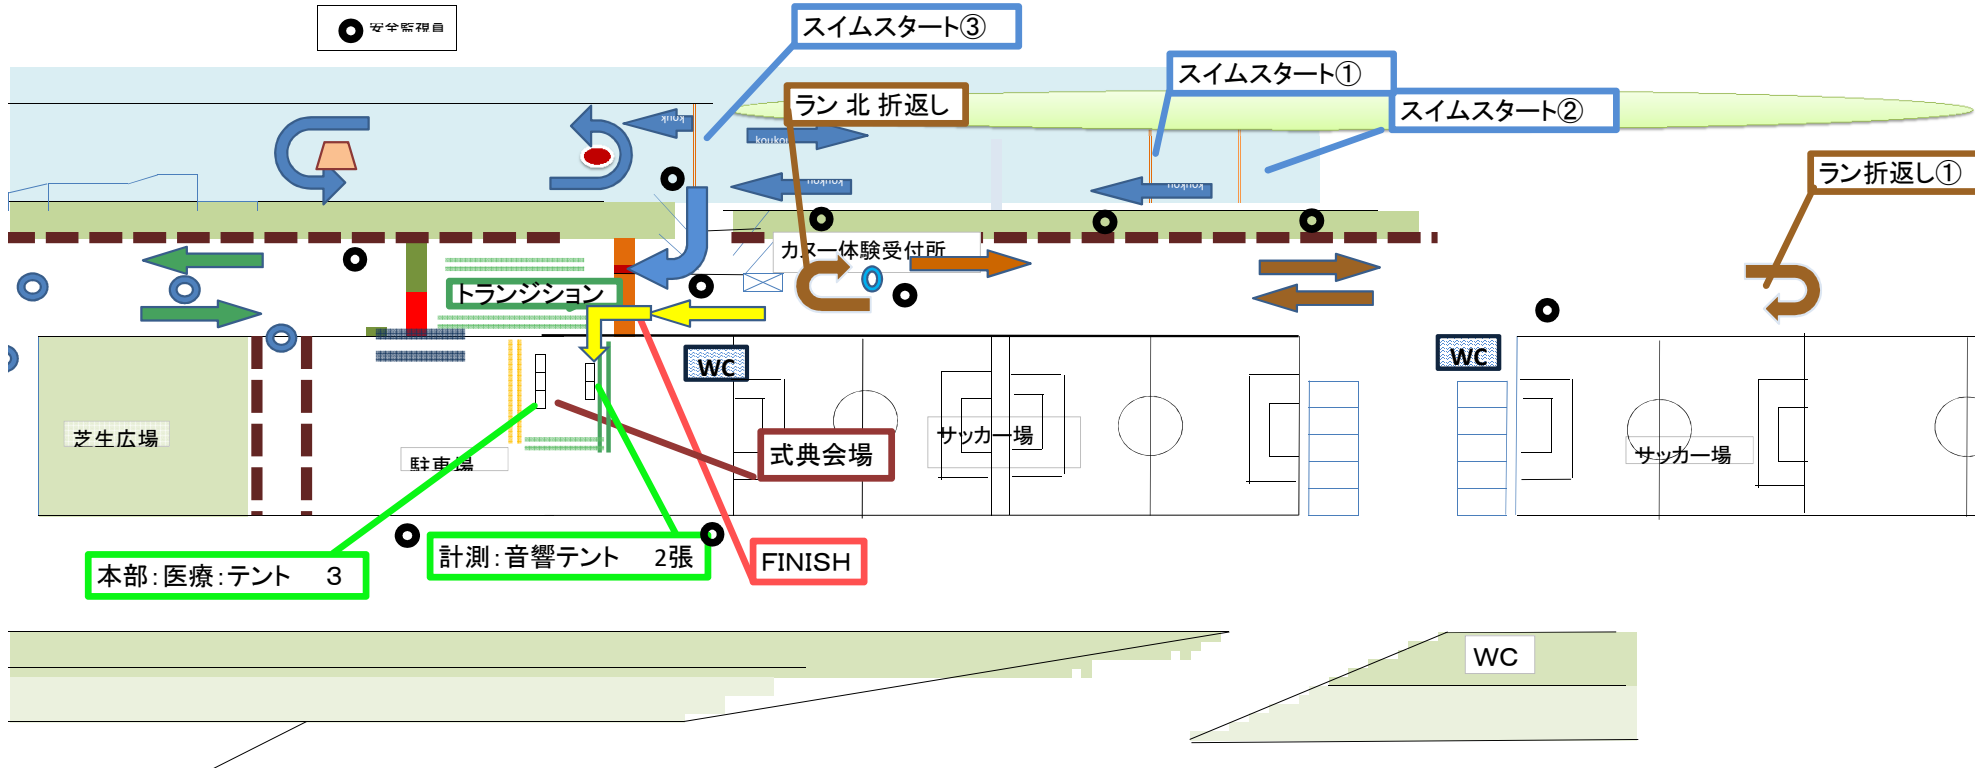 安全監視員
スイムスタート③
スイムスタート①
スイムスタート②
ラン 北 折返し
ラン折返し①
koukou
koukou
カヌー体験受付所
トランジション
WC
WC
芝生広場
駐車場
式典会場
サッカー場
サッカー場
本部：医療：テント　3
計測：音響テント　2張
FINISH
WC